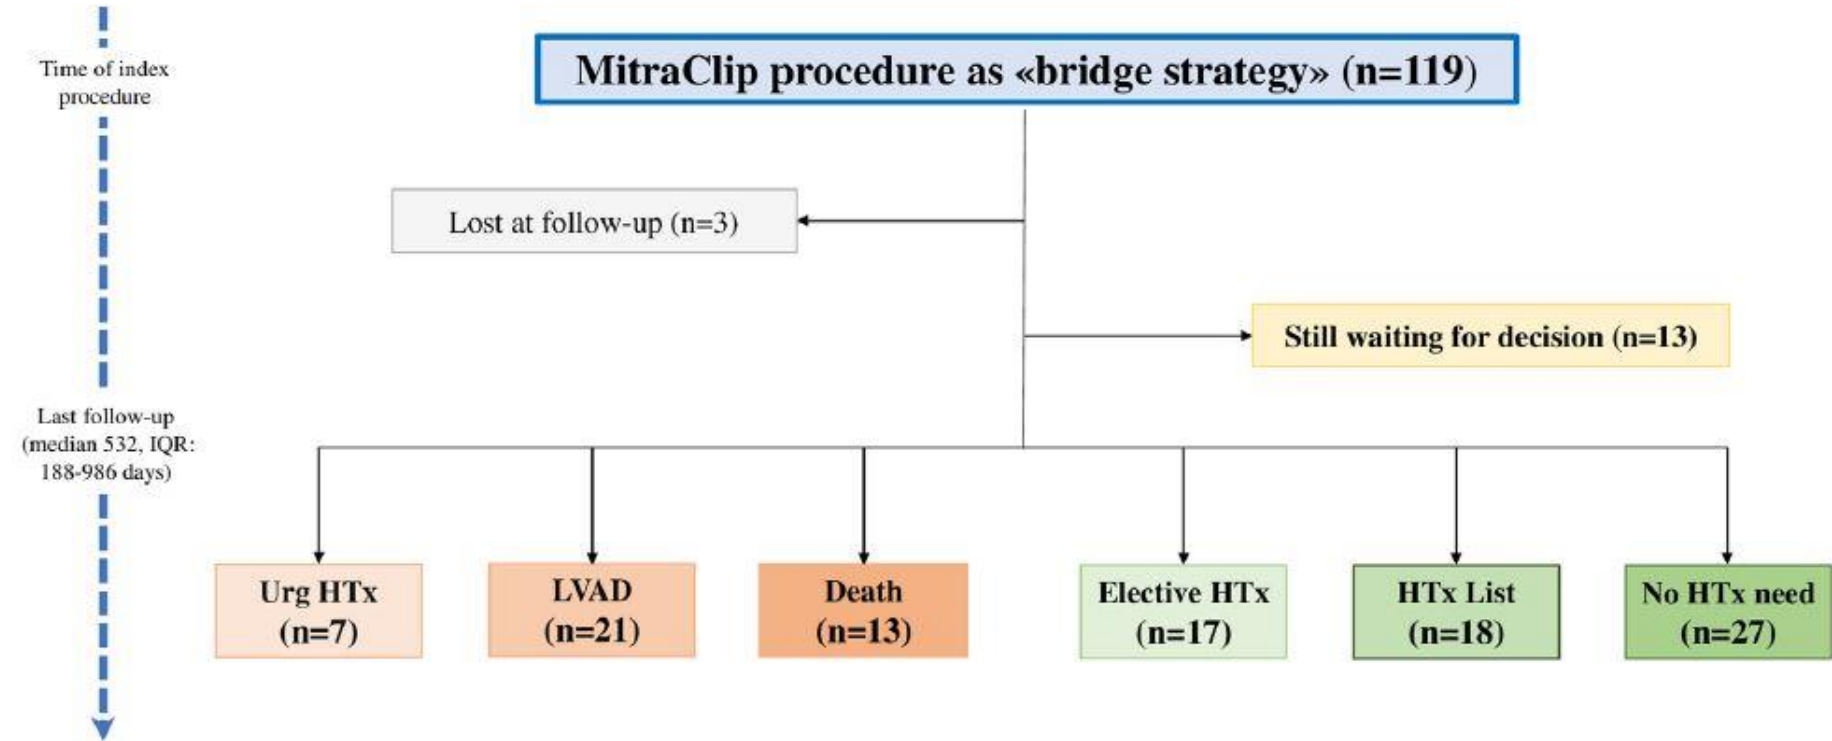 Time of index
procedure
MitraClip procedure as «bridge strategy» (n=119)
Lost at follow-up (n=3)
Still waiting for decision (n=13)
Last follow-up
(median 532, IQR:
188-986 days)
Urg HTx
(n=7)
LVAD
(n=21)
Death
(n=13)
Elective HTx
(n=17)
HTx List
(n=18)
No HTx need
(n=27)